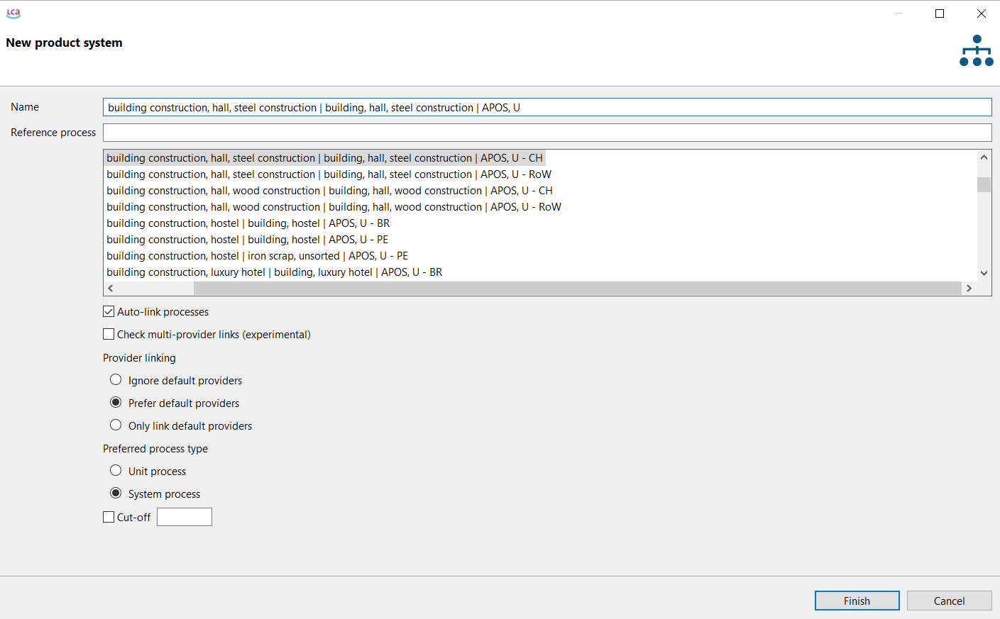 LCA
New product system
Name
building construction, hall, steel construction | building, hall, steel construction | APOS, U
Reference process
building construction, hall, steel construction | building, hall, steel construction | APOS, U - CH
building construction, hall, steel construction | building, hall, steel construction | APOS, U - RoW
building construction, hall, wood construction | building, hall, wood construction | APOS, U - CH
building construction, hall, wood construction | building, hall, wood construction | APOS, U - RoW
building construction, hostel | building, hostel | APOS, U - BR
building construction, hostel | building, hostel | APOS, U - PE
building construction, hostel | iron scrap, unsorted | APOS, U - PE
building construction, luxury hotel | building, luxury hotel | APOS, U - BR
Auto-link processes
Check multi-provider links (experimental)
Provider linking
Ignore default providers
Prefer default providers
Only link default providers
Preferred process type
Unit process
System process
Cut-off
Finish
Cancel